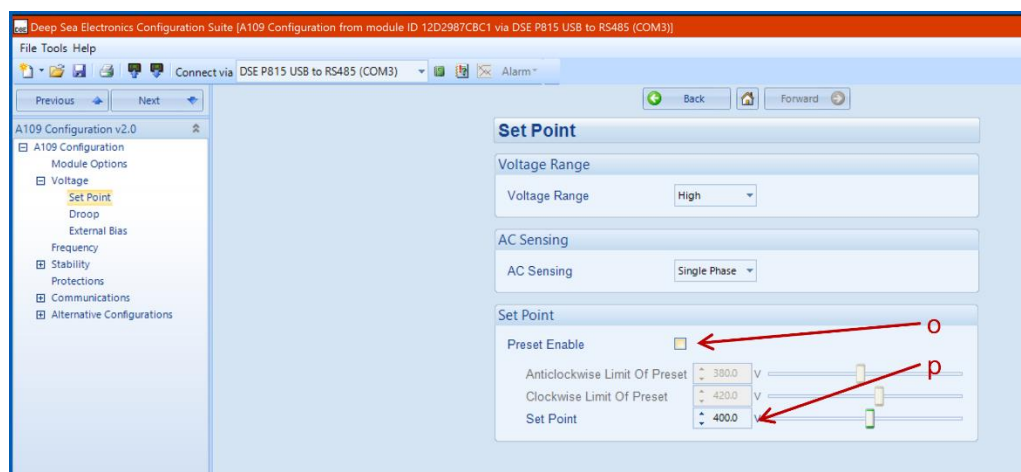 DSE Deep Sea Electronics Configuration Suite [A109 Configuration from module ID 12D2987CBC1 via DSE P815 USB to RS485 (COM3)]
File Tools Help
Connect via DSE P815 USB to RS485 (COM3) Alarm
Previous Next Back Forward
A109 Configuration v2.0
A109 Configuration
Module Options
Voltage
Set Point
Droop
External Bias
Frequency
Stability
Protections
Communications
Alternative Configurations
Set Point
Voltage Range
Voltage Range High
AC Sensing
AC Sensing Single Phase
Set Point
o
Preset Enable
p
Anticlockwise Limit Of Preset 380.0 V
Clockwise Limit Of Preset 420.0 V
Set Point 400.0 V